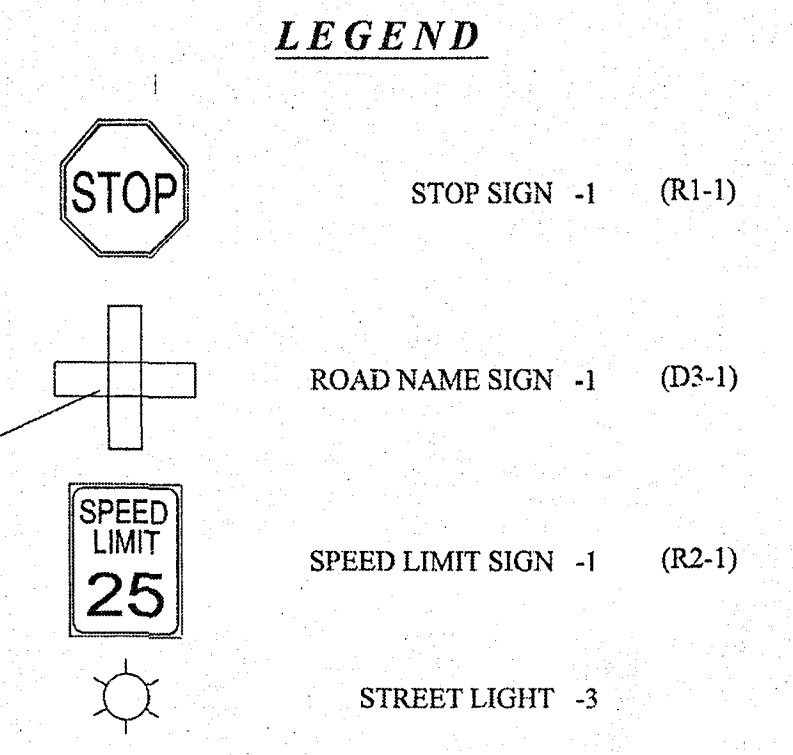 LEGEND
STOP STOP SIGN -1 (R1-1)
ROAD NAME SIGN -1 (D3-1)
SPEED
LIMIT
25
SPEED LIMIT SIGN -1 (R2-1)
STREET LIGHT -3